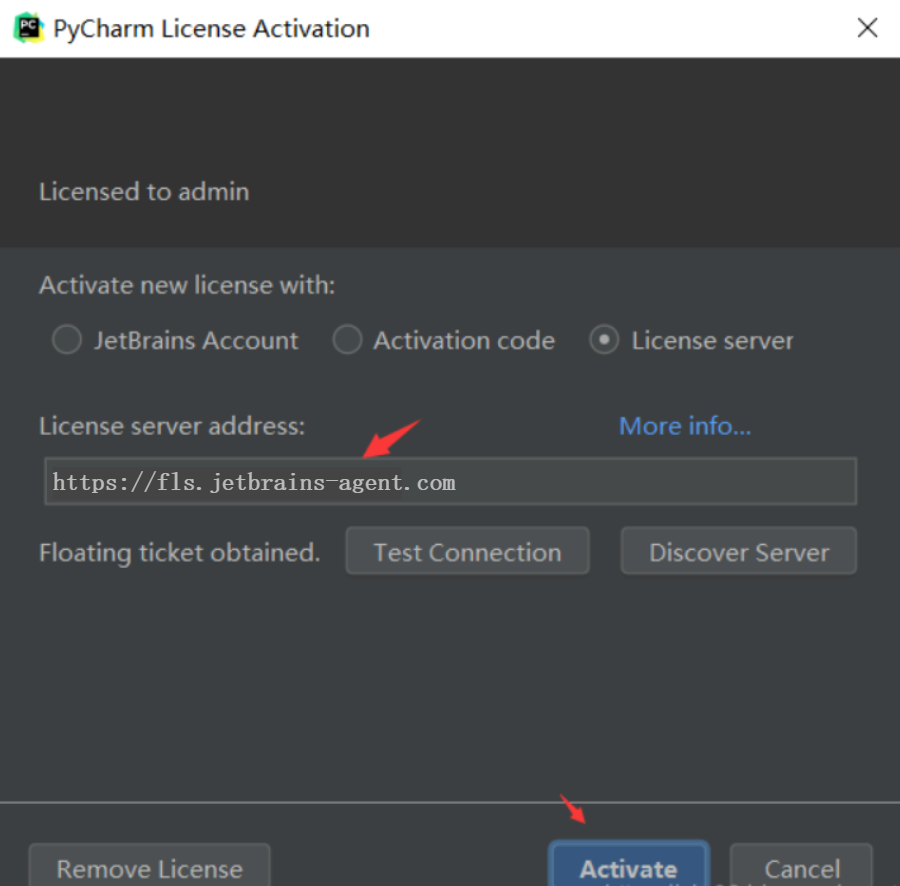 PC PyCharm License Activation
Licensed to admin
Activate new license with:
JetBrains Account Activation code License server
License server address: More info...
https://fls.jetbrains-agent.com
Floating ticket obtained. Test Connection Discover Server
Remove License Activate Cancel